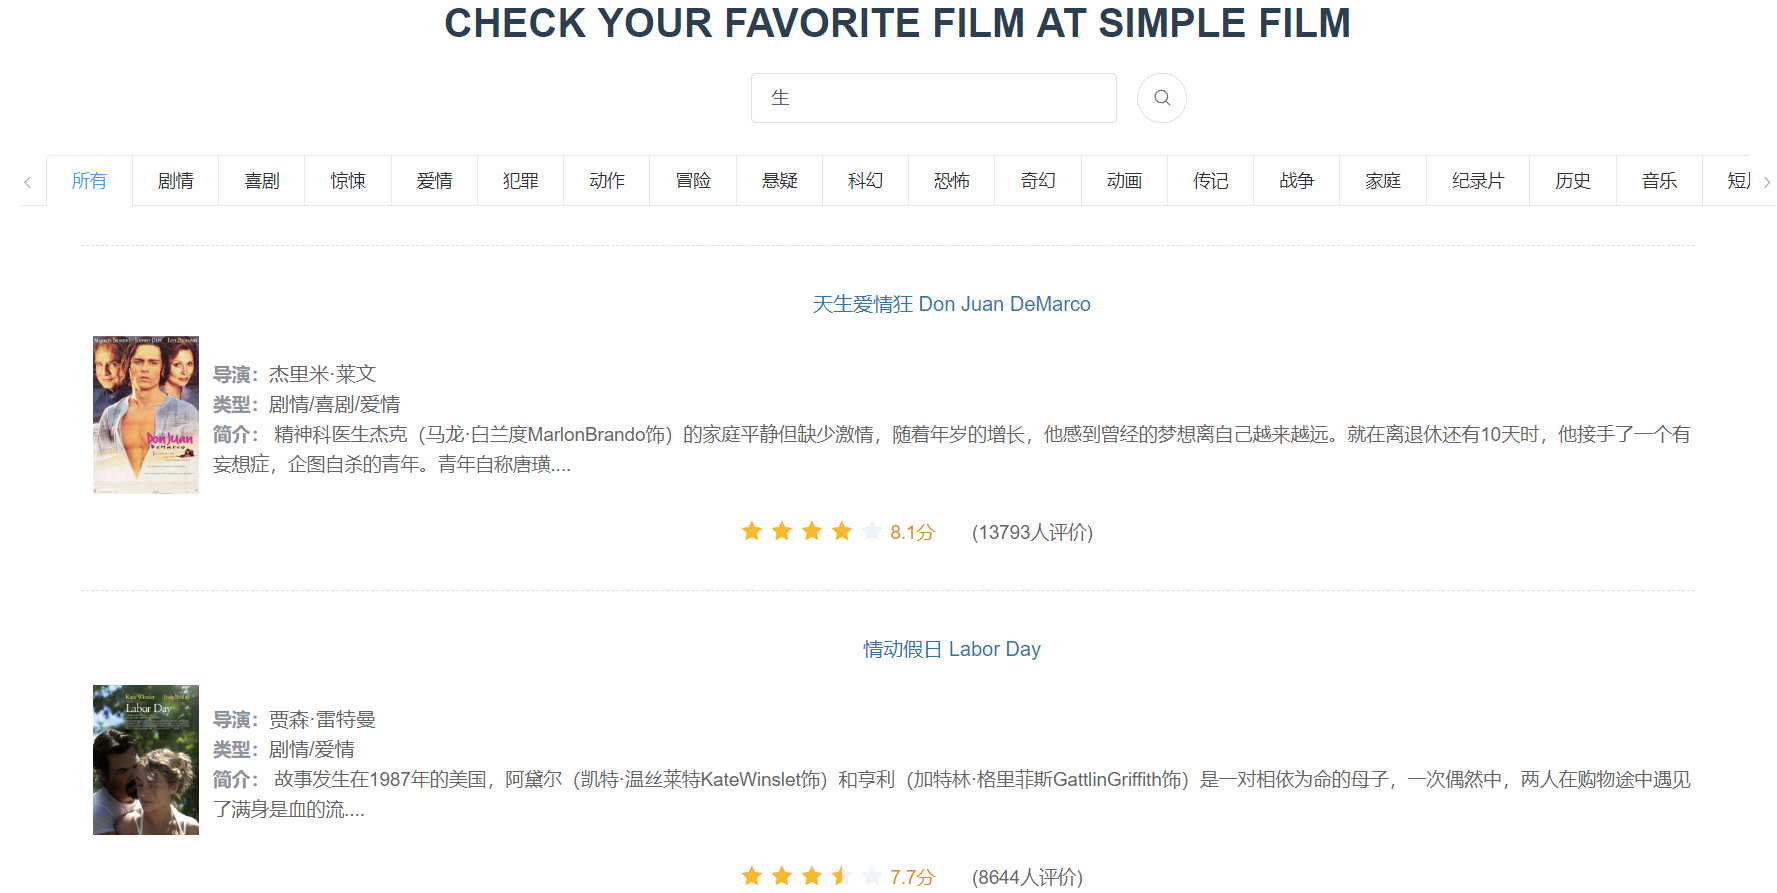 CHECK YOUR FAVORITE FILM AT SIMPLE FILM
生
所有 剧情 喜剧 惊悚 爱情 犯罪 动作 冒险 悬疑 科幻 恐怖 奇幻 动画 传记 战争 家庭 纪录片 历史 音乐 短
天生爱情狂 Don Juan DeMarco
Don Juan
DeMarco
导演：杰里米·莱文
类型：剧情/喜剧/爱情
简介： 精神科医生杰克（马龙·白兰度MarlonBrando饰）的家庭平静但缺少激情，随着年岁的增长，他感到曾经的梦想离自己越来越远。就在离退休还有10天时，他接手了一个有
妄想症，企图自杀的青年。青年自称唐璜....
8.1分 (13793人评价)
情动假日 Labor Day
Kate Winslet
Labor Day
导演：贾森·雷特曼
类型：剧情/爱情
简介： 故事发生在1987年的美国，阿黛尔（凯特·温丝莱特KateWinslet饰）和亨利（加特林·格里菲斯GattlinGriffith饰）是一对相依为命的母子，一次偶然中，两人在购物途中遇见
了满身是血的流....
7.7分 (8644人评价)